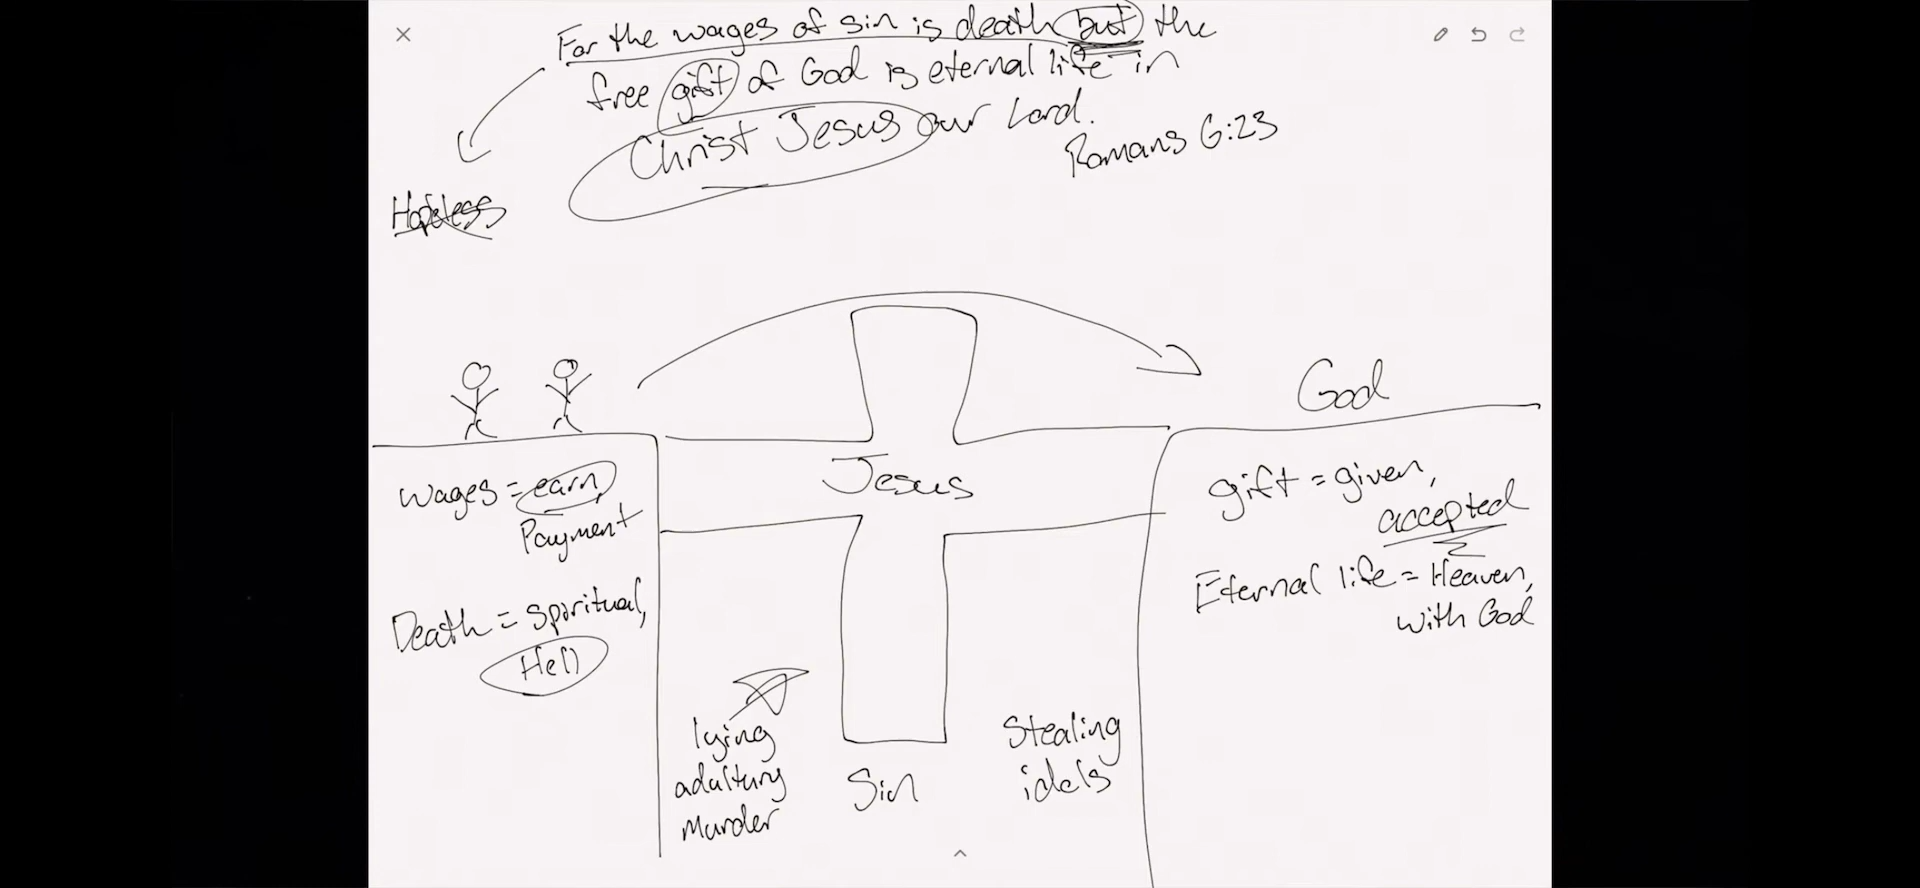 For the wages of sin is death but the
free gift of God is eternal life in
Christ Jesus our Lord.
Romans 6:23
Hopeless
God
Jesus
wages = earn,
Payment
Death = spiritual,
Hell
gift = given,
accepted
Eternal life = Heaven,
with God
lying
adultury
murder
Sin
Stealing
idols